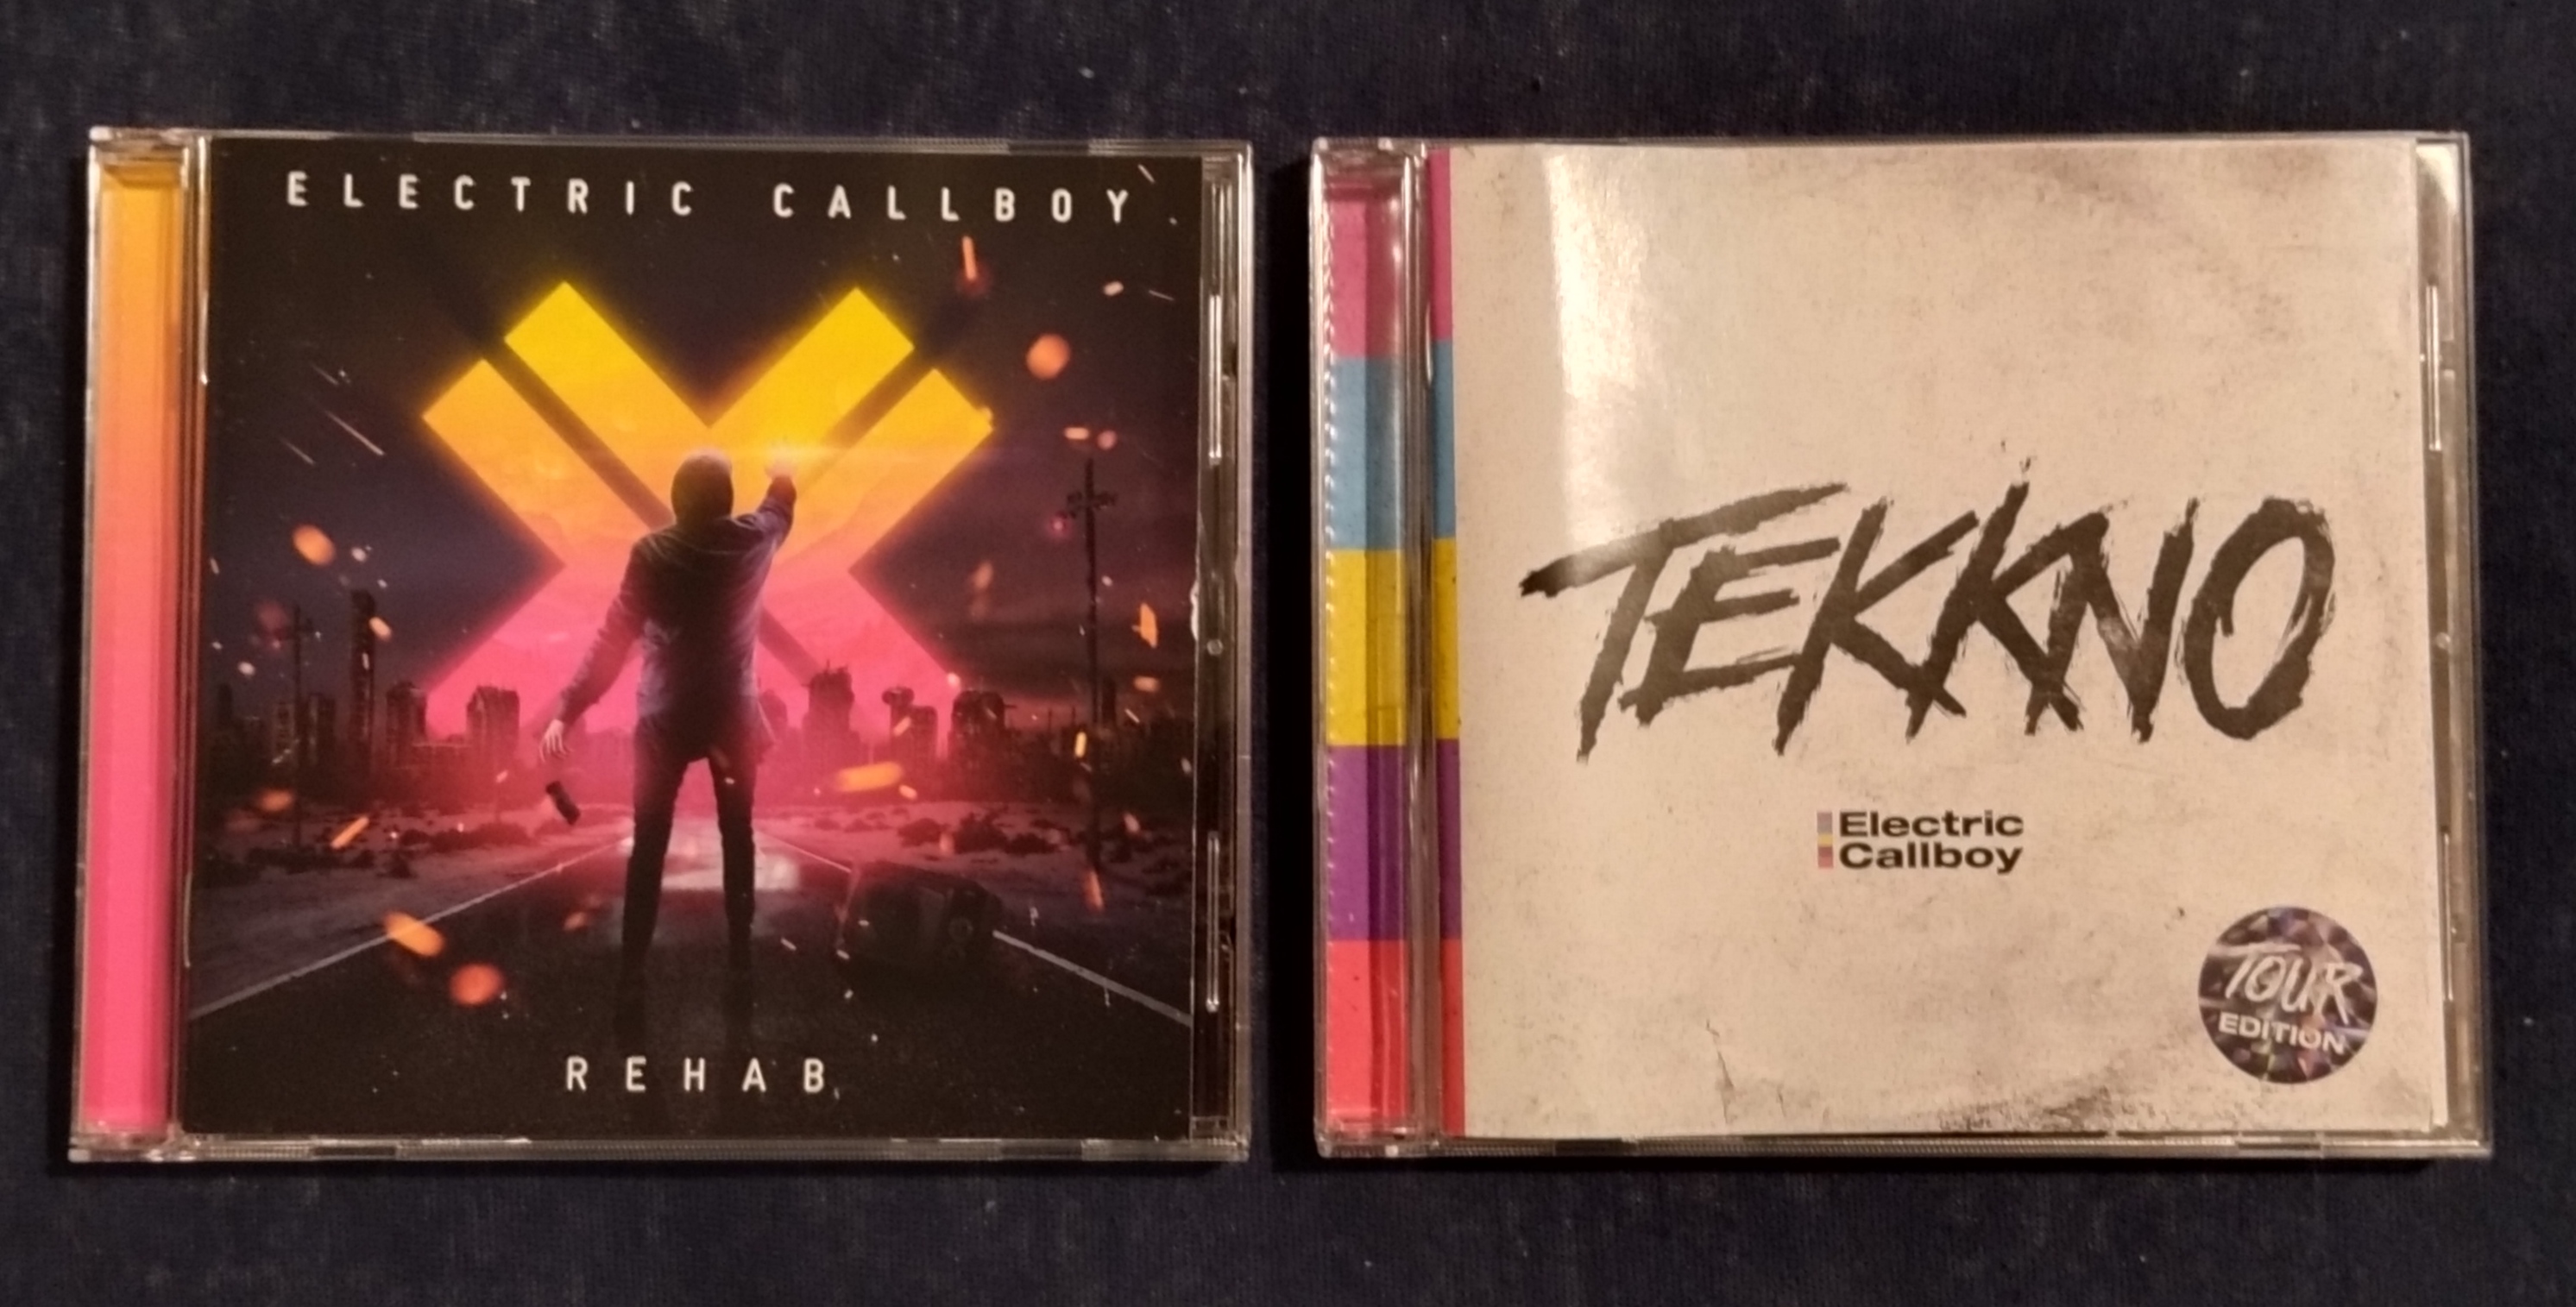 ELECTRIC CALLBOY
REHAB
TEKKNO
Electric
Callboy
TOUR
EDITION